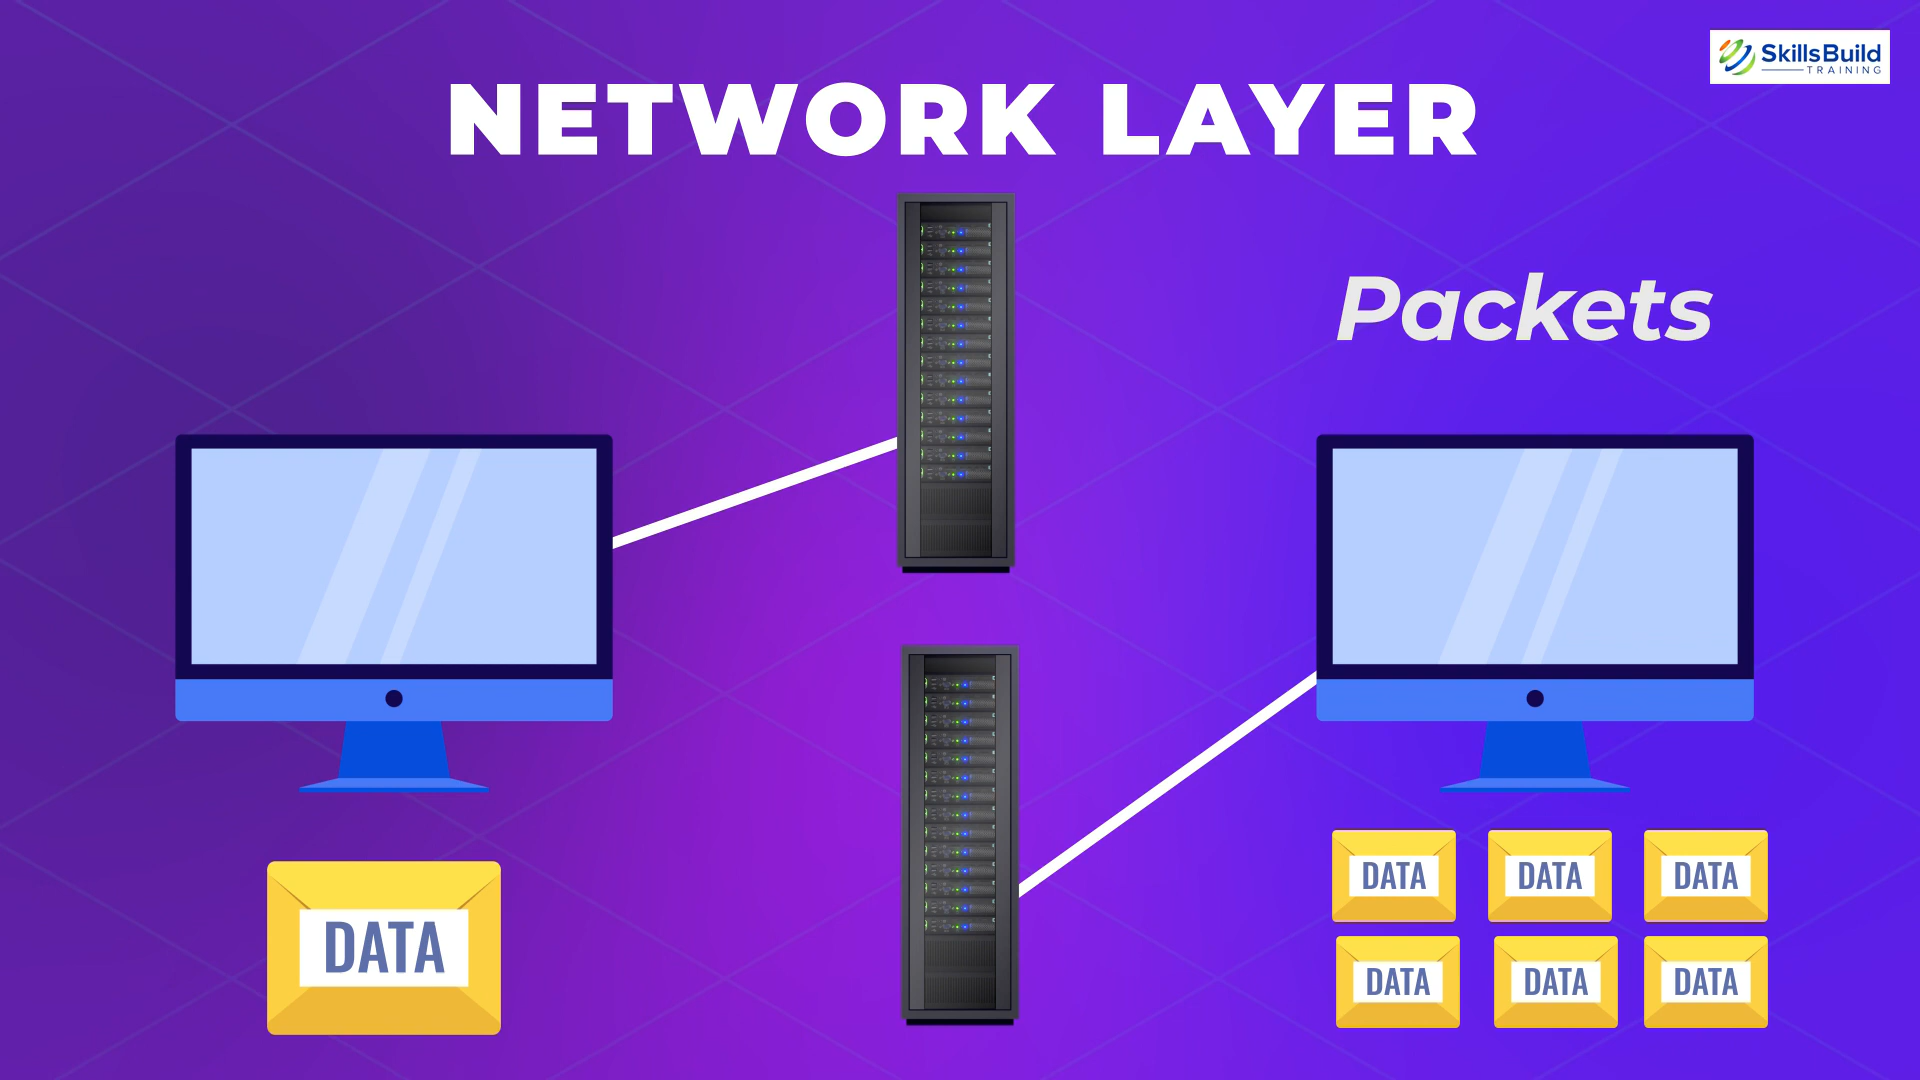 SkillsBuild
TRAINING
NETWORK LAYER
Packets
DATA
DATA DATA DATA
DATA DATA DATA